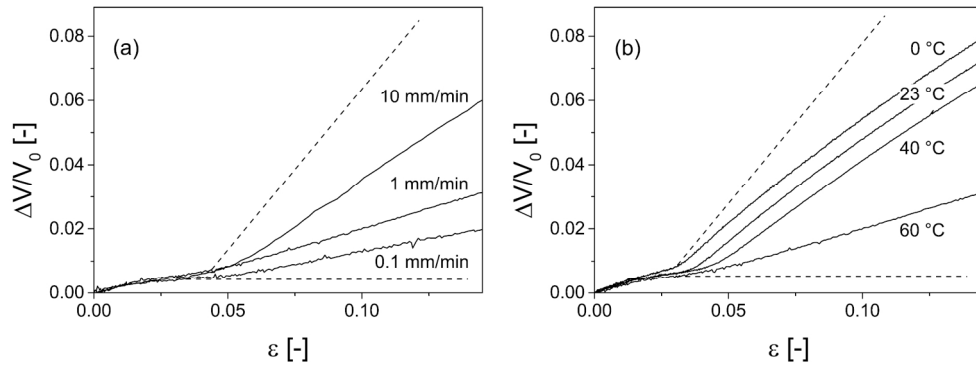 (a)
10 mm/min
1 mm/min
0.1 mm/min
0.08
0.06
0.04
0.02
0.00
0.00 0.05 0.10
ΔV/V₀ [-]
ε [-]
(b)
0 °C
23 °C
40 °C
60 °C
0.08
0.06
0.04
0.02
0.00
0.00 0.05 0.10
ΔV/V₀ [-]
ε [-]